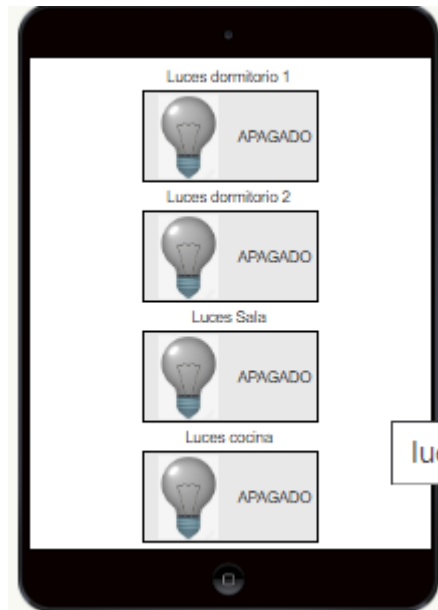 Luces dormitorio 1
APAGADO
Luces dormitorio 2
APAGADO
Luces Sala
APAGADO
Luces cocina
APAGADO